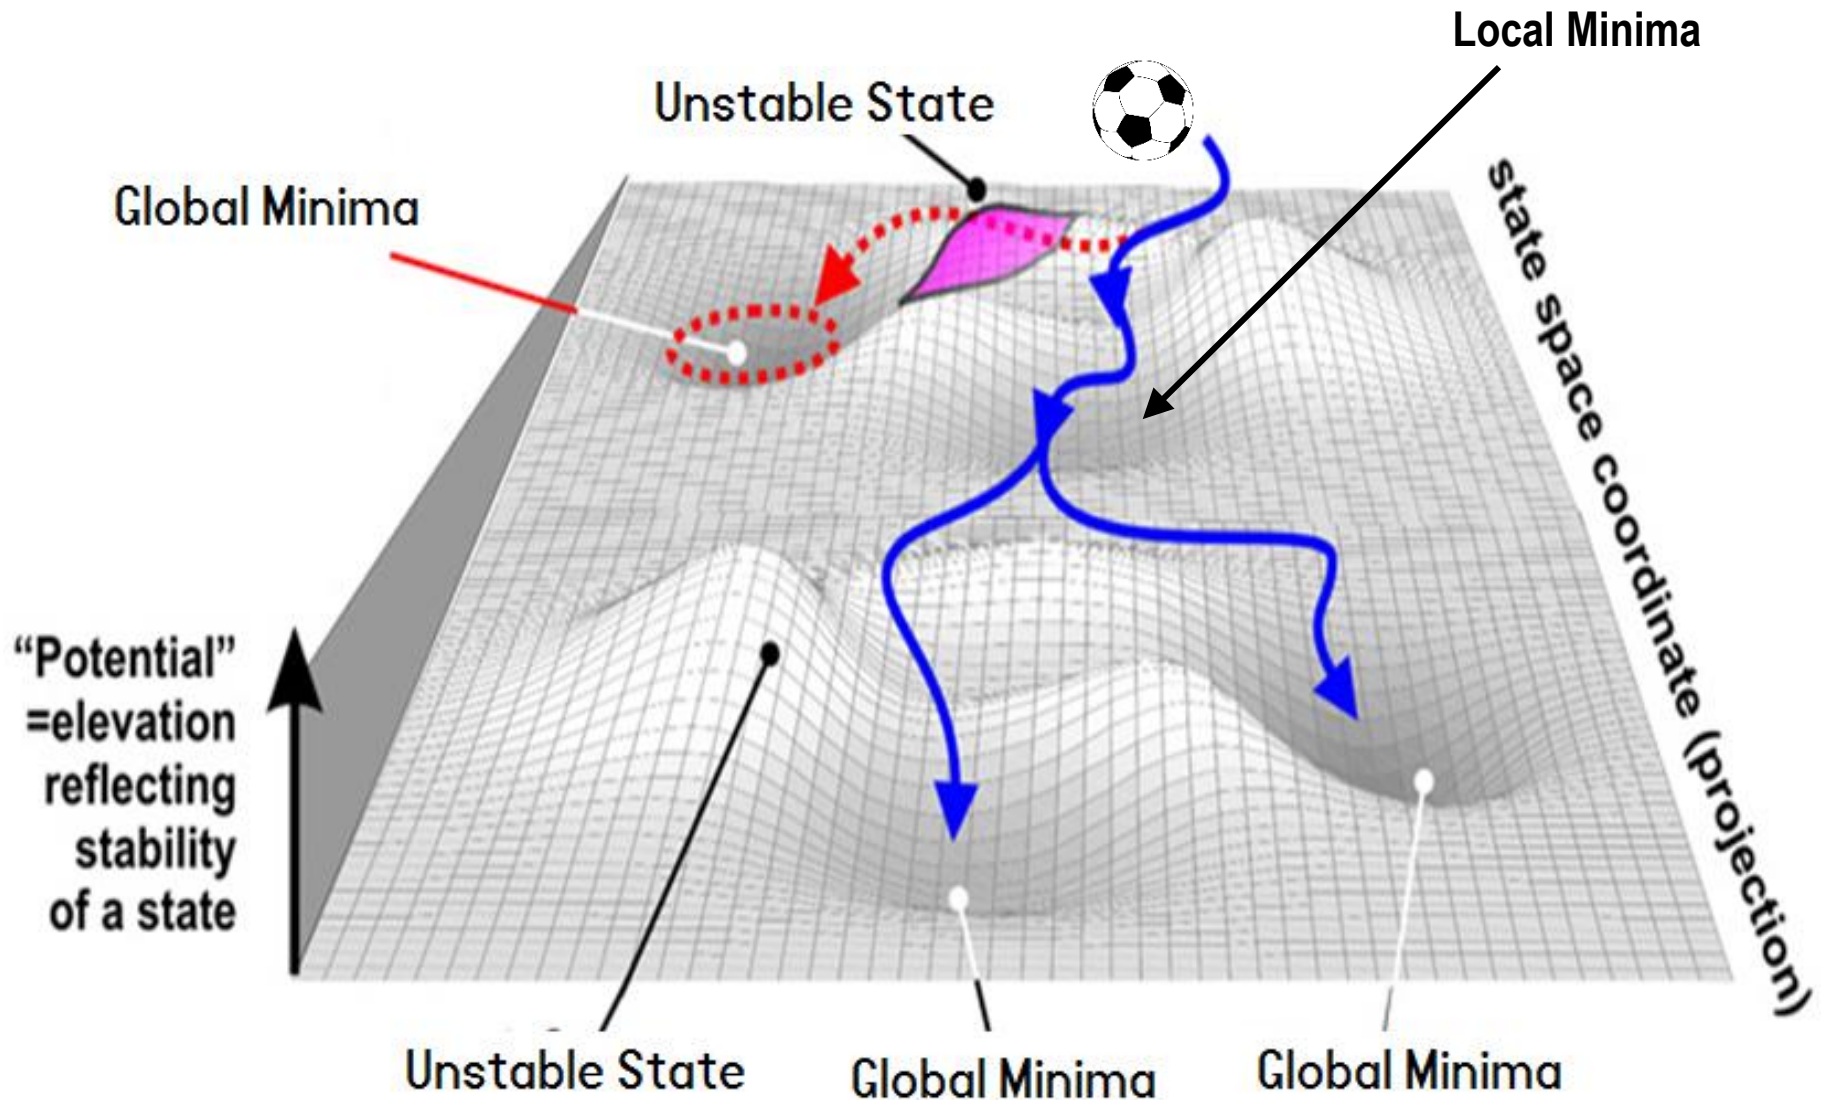 Local Minima
Unstable State
Global Minima
state space coordinate (projection)
“Potential”
=elevation
reflecting
stability
of a state
Unstable State
Global Minima
Global Minima